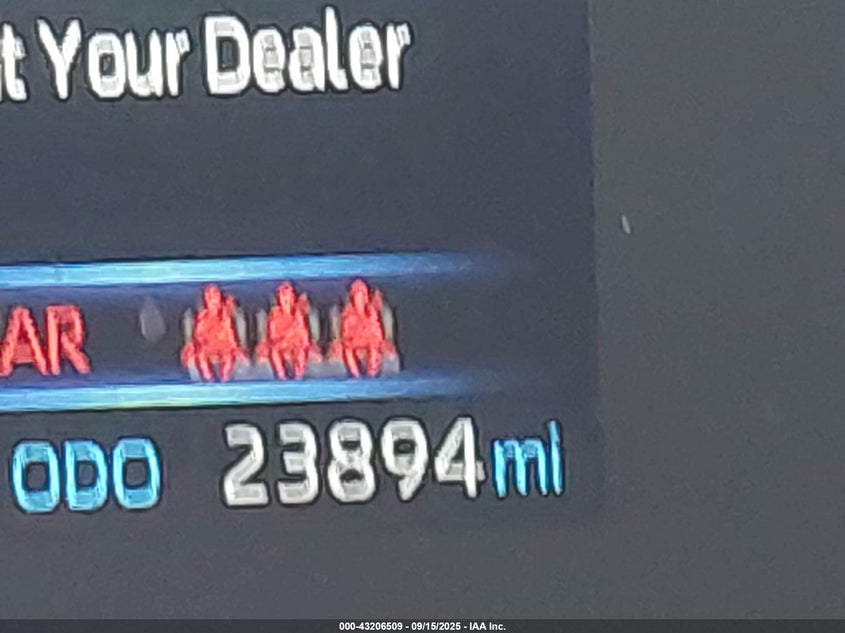 t Your Dealer
AR
ODO 23894 mi
000-43206509 - 09/15/2025 - IAA Inc.